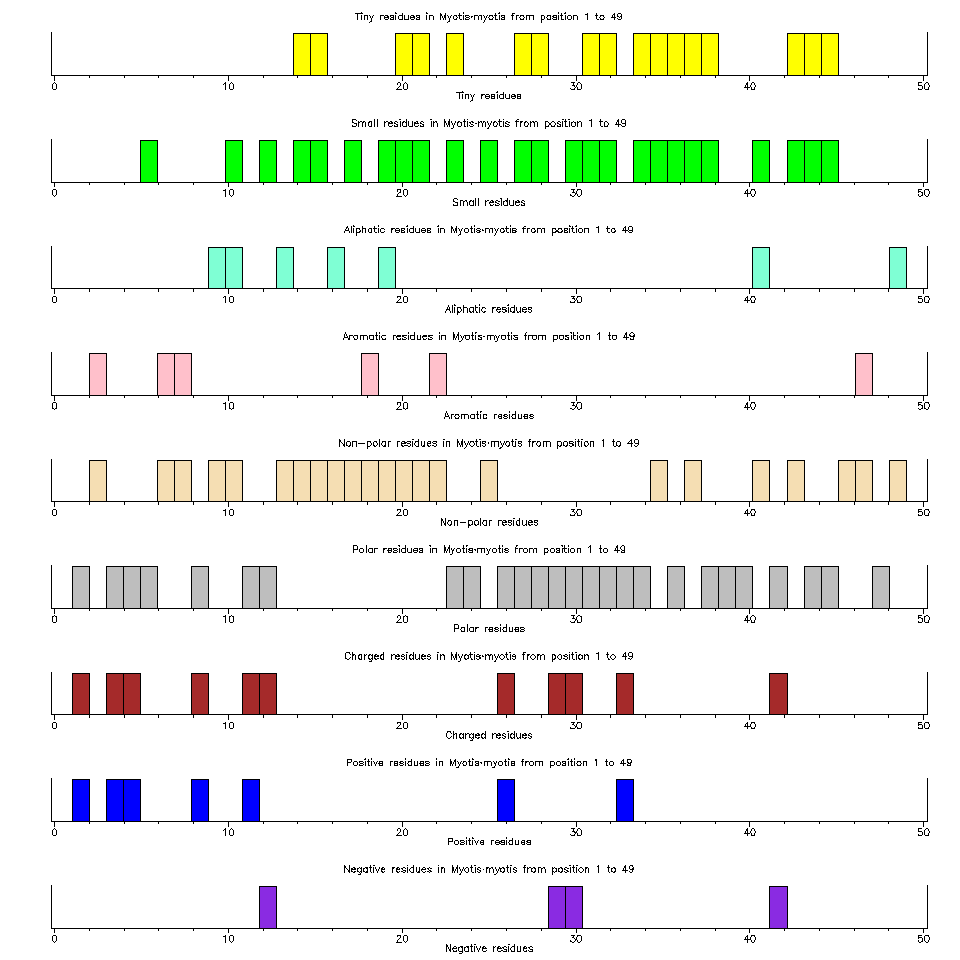 Tiny residues in Myotis-myotis from position 1 to 49
0 10 20 30 40 50
Tiny residues
Small residues in Myotis-myotis from position 1 to 49
0 10 20 30 40 50
Small residues
Aliphatic residues in Myotis-myotis from position 1 to 49
0 10 20 30 40 50
Aliphatic residues
Aromatic residues in Myotis-myotis from position 1 to 49
0 10 20 30 40 50
Aromatic residues
Non-polar residues in Myotis-myotis from position 1 to 49
0 10 20 30 40 50
Non-polar residues
Polar residues in Myotis-myotis from position 1 to 49
0 10 20 30 40 50
Polar residues
Charged residues in Myotis-myotis from position 1 to 49
0 10 20 30 40 50
Charged residues
Positive residues in Myotis-myotis from position 1 to 49
0 10 20 30 40 50
Positive residues
Negative residues in Myotis-myotis from position 1 to 49
0 10 20 30 40 50
Negative residues